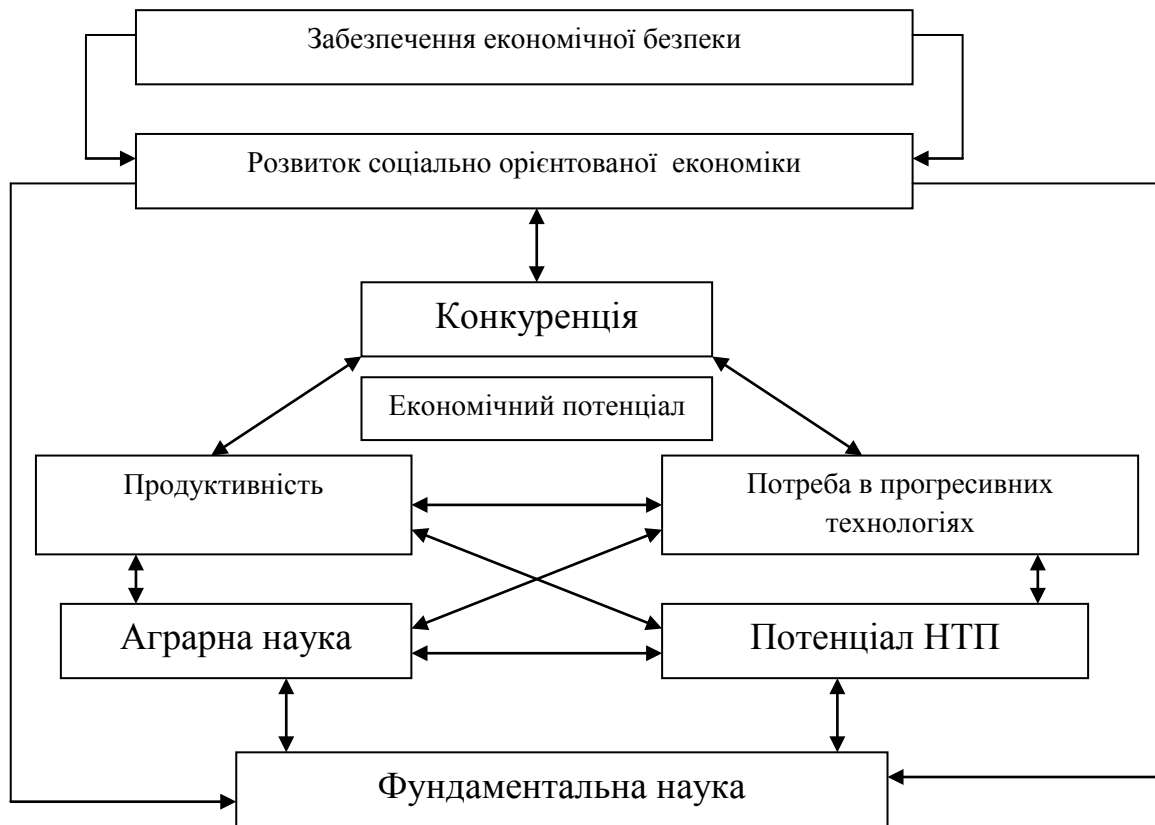 Забезпечення економічної безпеки
Розвиток соціально орієнтованої економіки
Конкуренція
Економічний потенціал
Продуктивність
Потреба в прогресивних
технологіях
Аграрна наука
Потенціал НТП
Фундаментальна наука